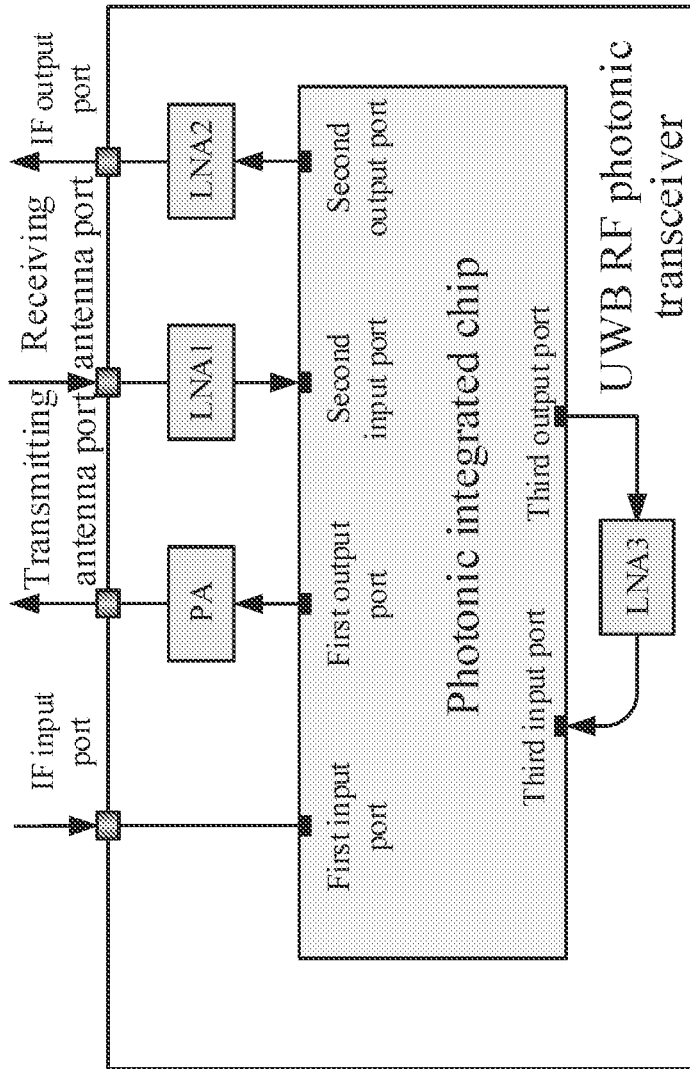 IF input
port
Transmitting
antenna port
Receiving
antenna port
IF output
port
PA
LNA1
LNA2
First input
port
First output
port
Second
input port
Second
output port
Photonic integrated chip
Third input port
Third output port
LNA3
UWB RF photonic
transceiver